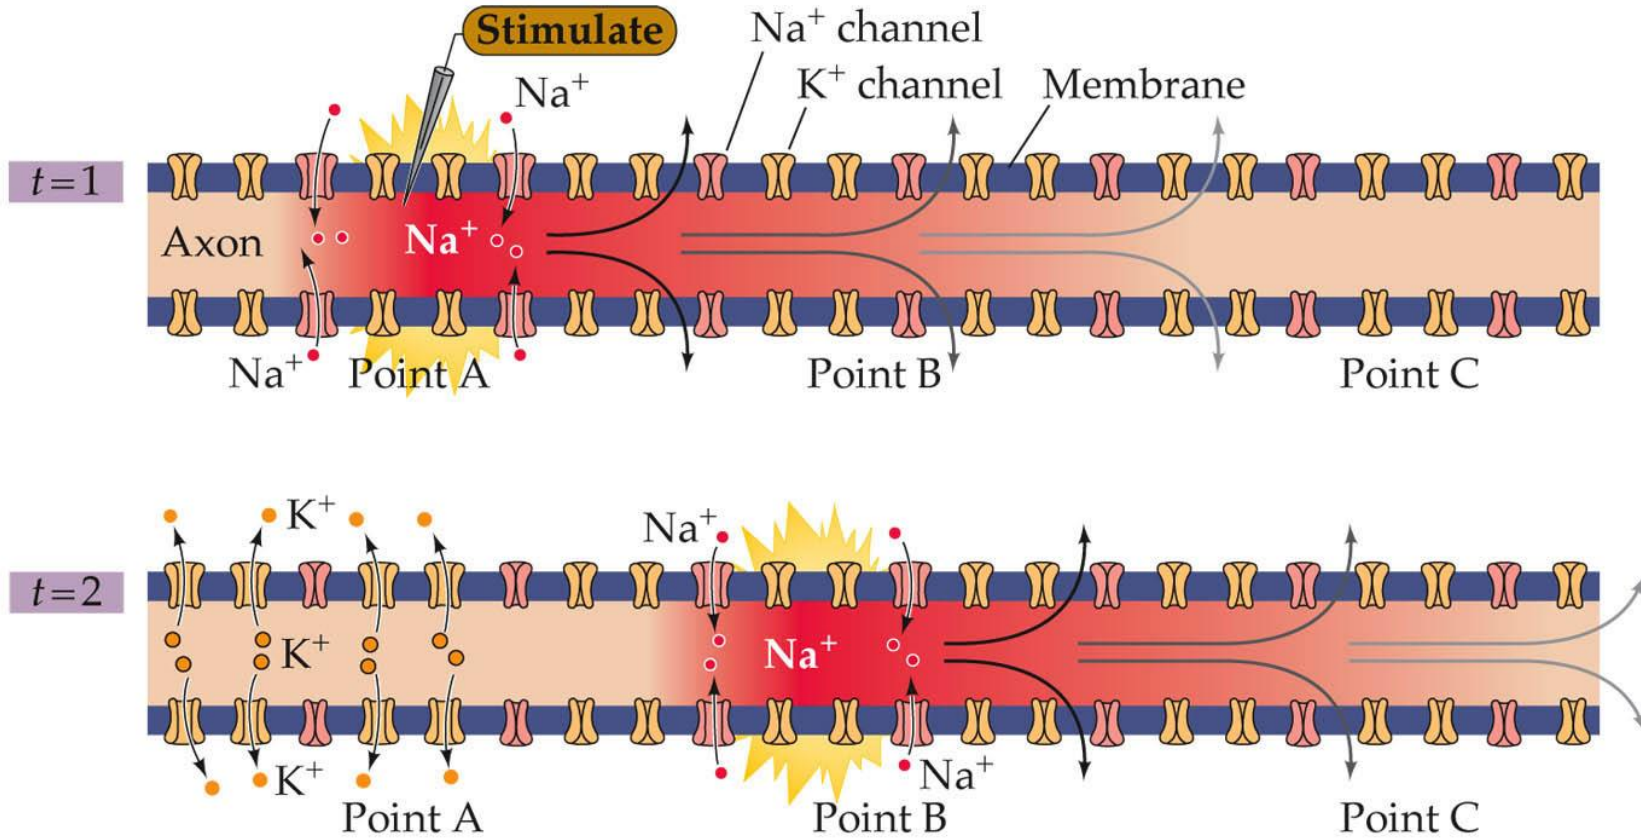 Stimulate
Na⁺ channel
K⁺ channel
Membrane
Na⁺
t=1
Axon
Na⁺
Na⁺
Point A
Point B
Point C
K⁺
Na⁺
t=2
K⁺
Na⁺
K⁺
Na⁺
Point A
Point B
Point C